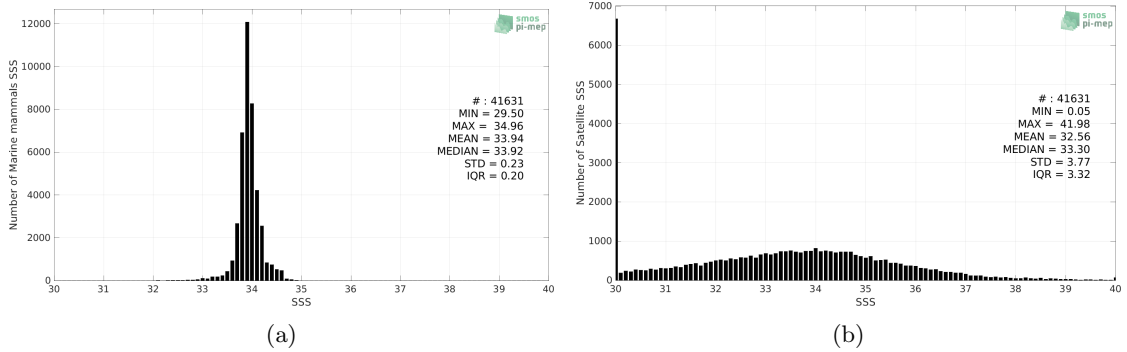 12000
10000
8000
6000
4000
2000
0
Number of Marine mammals SSS
30 31 32 33 34 35 36 37 38 39 40
SSS
smos
pi-mep
# : 41631
MIN = 29.50
MAX = 34.96
MEAN = 33.94
MEDIAN = 33.92
STD = 0.23
IQR = 0.20
(a)
7000
6000
5000
4000
3000
2000
1000
0
Number of Satellite SSS
30 31 32 33 34 35 36 37 38 39 40
SSS
smos
pi-mep
# : 41631
MIN = 0.05
MAX = 41.98
MEAN = 32.56
MEDIAN = 33.30
STD = 3.77
IQR = 3.32
(b)